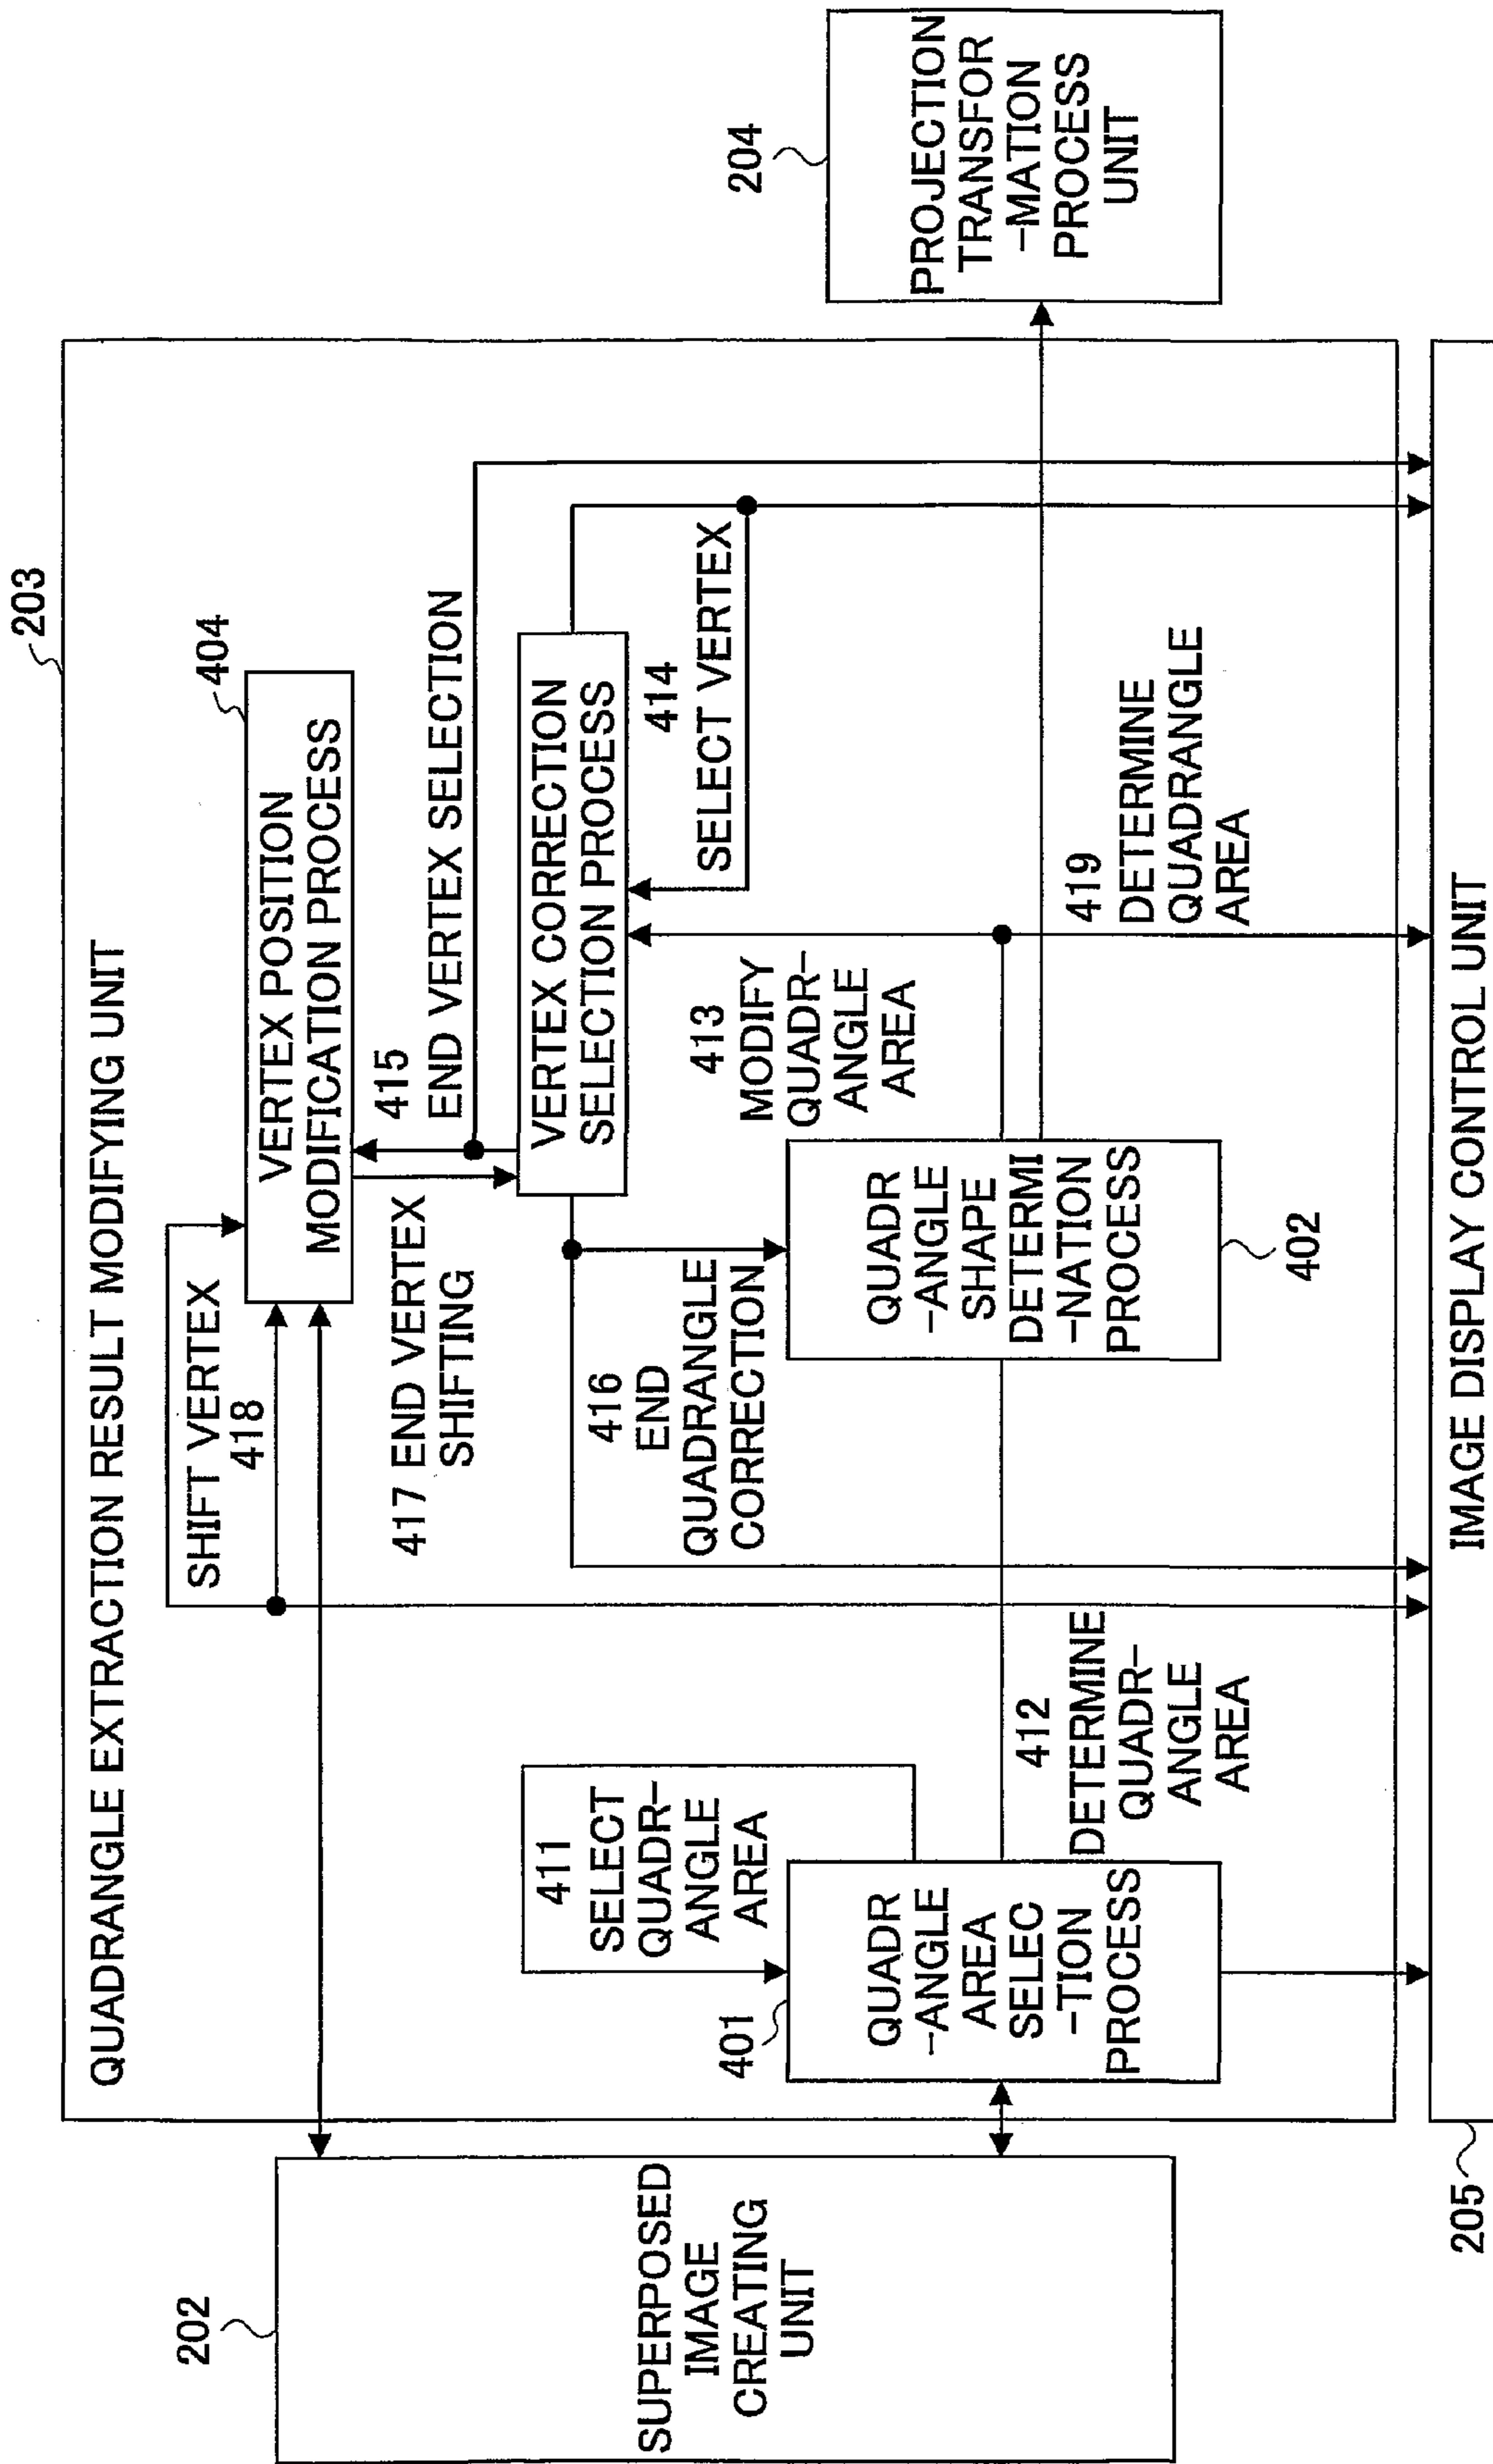 203
QUADRANGLE EXTRACTION RESULT MODIFYING UNIT
SHIFT VERTEX
418
404
VERTEX POSITION
MODIFICATION PROCESS
417 END VERTEX
SHIFTING
415
END VERTEX SELECTION
VERTEX CORRECTION
SELECTION PROCESS
414
SELECT VERTEX
202
SUPERPOSED
IMAGE
CREATING
UNIT
411
SELECT
QUADR-
ANGLE
AREA
401
QUADR
-ANGLE
AREA
SELEC
-TION
PROCESS
412
DETERMINE
QUADR-
ANGLE
AREA
416
END
QUADRANGLE
CORRECTION
QUADR
-ANGLE
SHAPE
DETERMI
-NATION
PROCESS
402
413
MODIFY
QUADR-
ANGLE
AREA
419
DETERMINE
QUADRANGLE
AREA
204
PROJECTION
TRANSFOR
-MATION
PROCESS
UNIT
205
IMAGE DISPLAY CONTROL UNIT